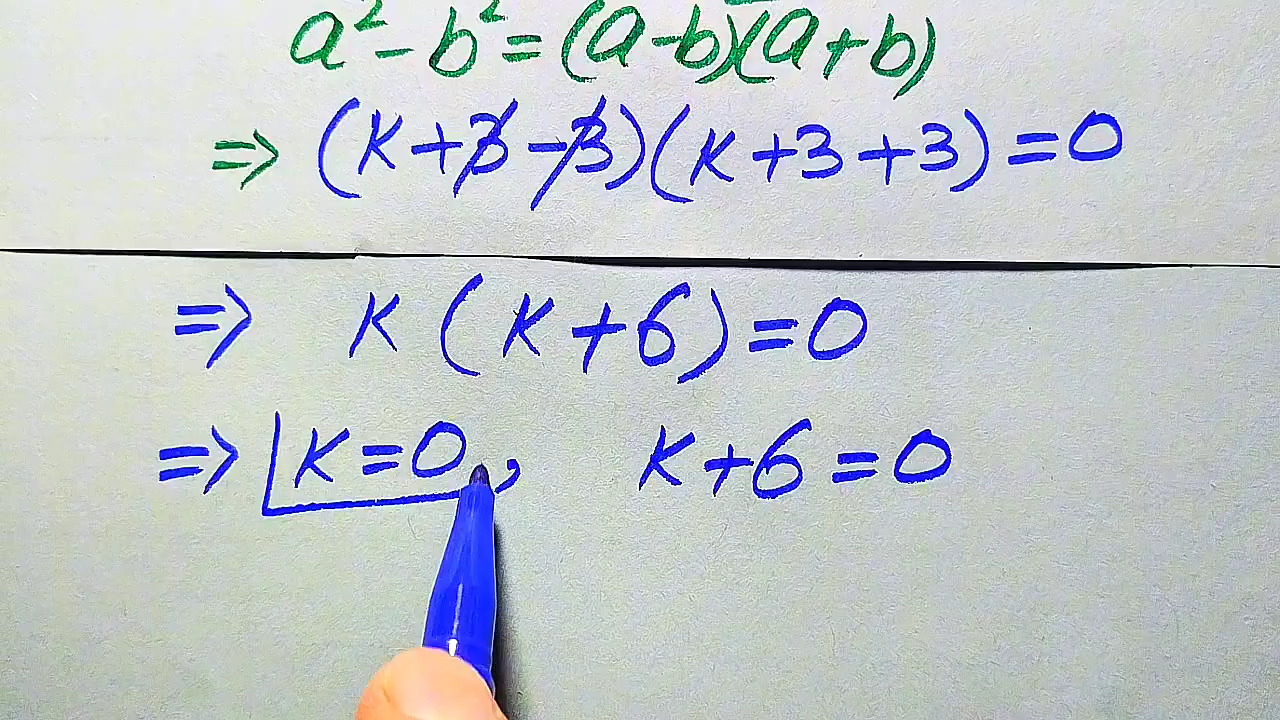 a² - b² = (a-b)(a+b)
⇒ (K+3-3)(K+3+3)=0
⇒ K(K+6)=0
⇒ K=0, K+6=0